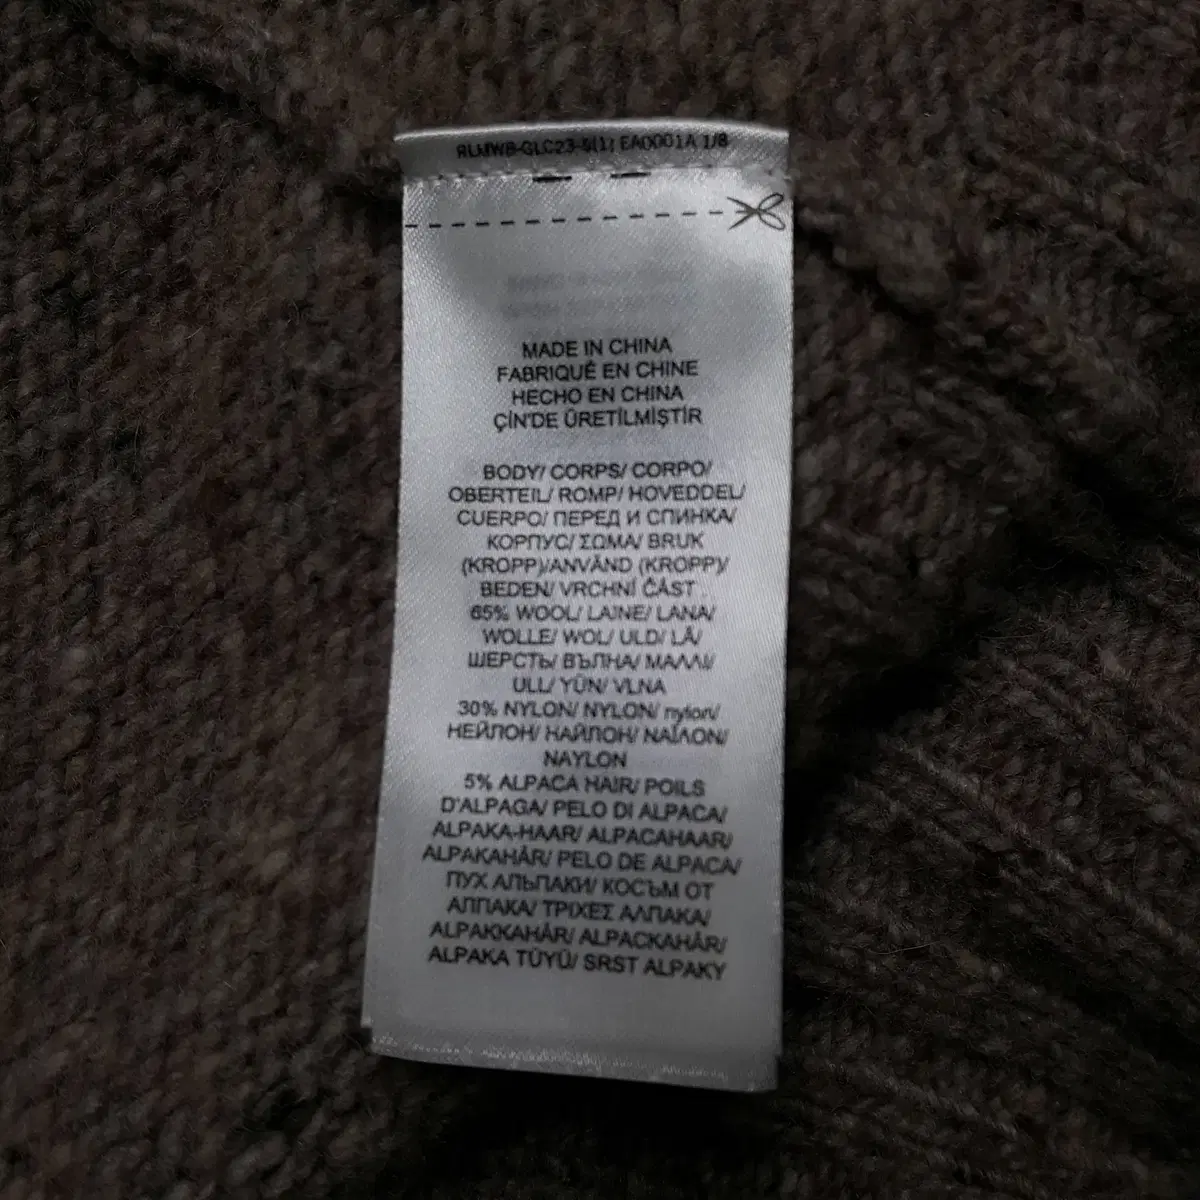 RLMWB-GLC23-5(1) EA0001A 1/8
MADE IN CHINA
FABRIQUÉ EN CHINE
HECHO EN CHINA
ÇİN'DE ÜRETİLMİŞTİR
BODY/ CORPS/ CORPO/
OBERTEIL/ ROMP/ HOVEDDEL/
CUERPO/ ПЕРЕД И СПИНКА/
КОРПУС/ ΣΩΜΑ/ BRUK
(KROPP)/ANVÄND (KROPP)/
BEDEN/ VRCHNÍ ČÁST
65% WOOL/ LAINE/ LANA/
WOLLE/ WOL/ ULD/ LÃ/
ШЕРСТЬ/ ВЪЛНА/ ΜΑΛΛΙ/
ULL/ YÜN/ VLNA
30% NYLON/ NYLON/ nylon/
НЕЙЛОН/ НАЙЛОН/ ΝΑΪΛΟΝ/
NAYLON
5% ALPACA HAIR/ POILS
D'ALPAGA/ PELO DI ALPACA/
ALPAKA-HAAR/ ALPACAHAAR/
ALPAKAHÅR/ PELO DE ALPACA/
ПУХ АЛЬПАКИ/ КОСЪМ ОТ
АЛПАКА/ ΤΡΙΧΕΣ ΑΛΠΑΚΑ/
ALPAKKAHÅR/ ALPACKAHÅR/
ALPAKA TÜYÜ/ SRST ALPAKY